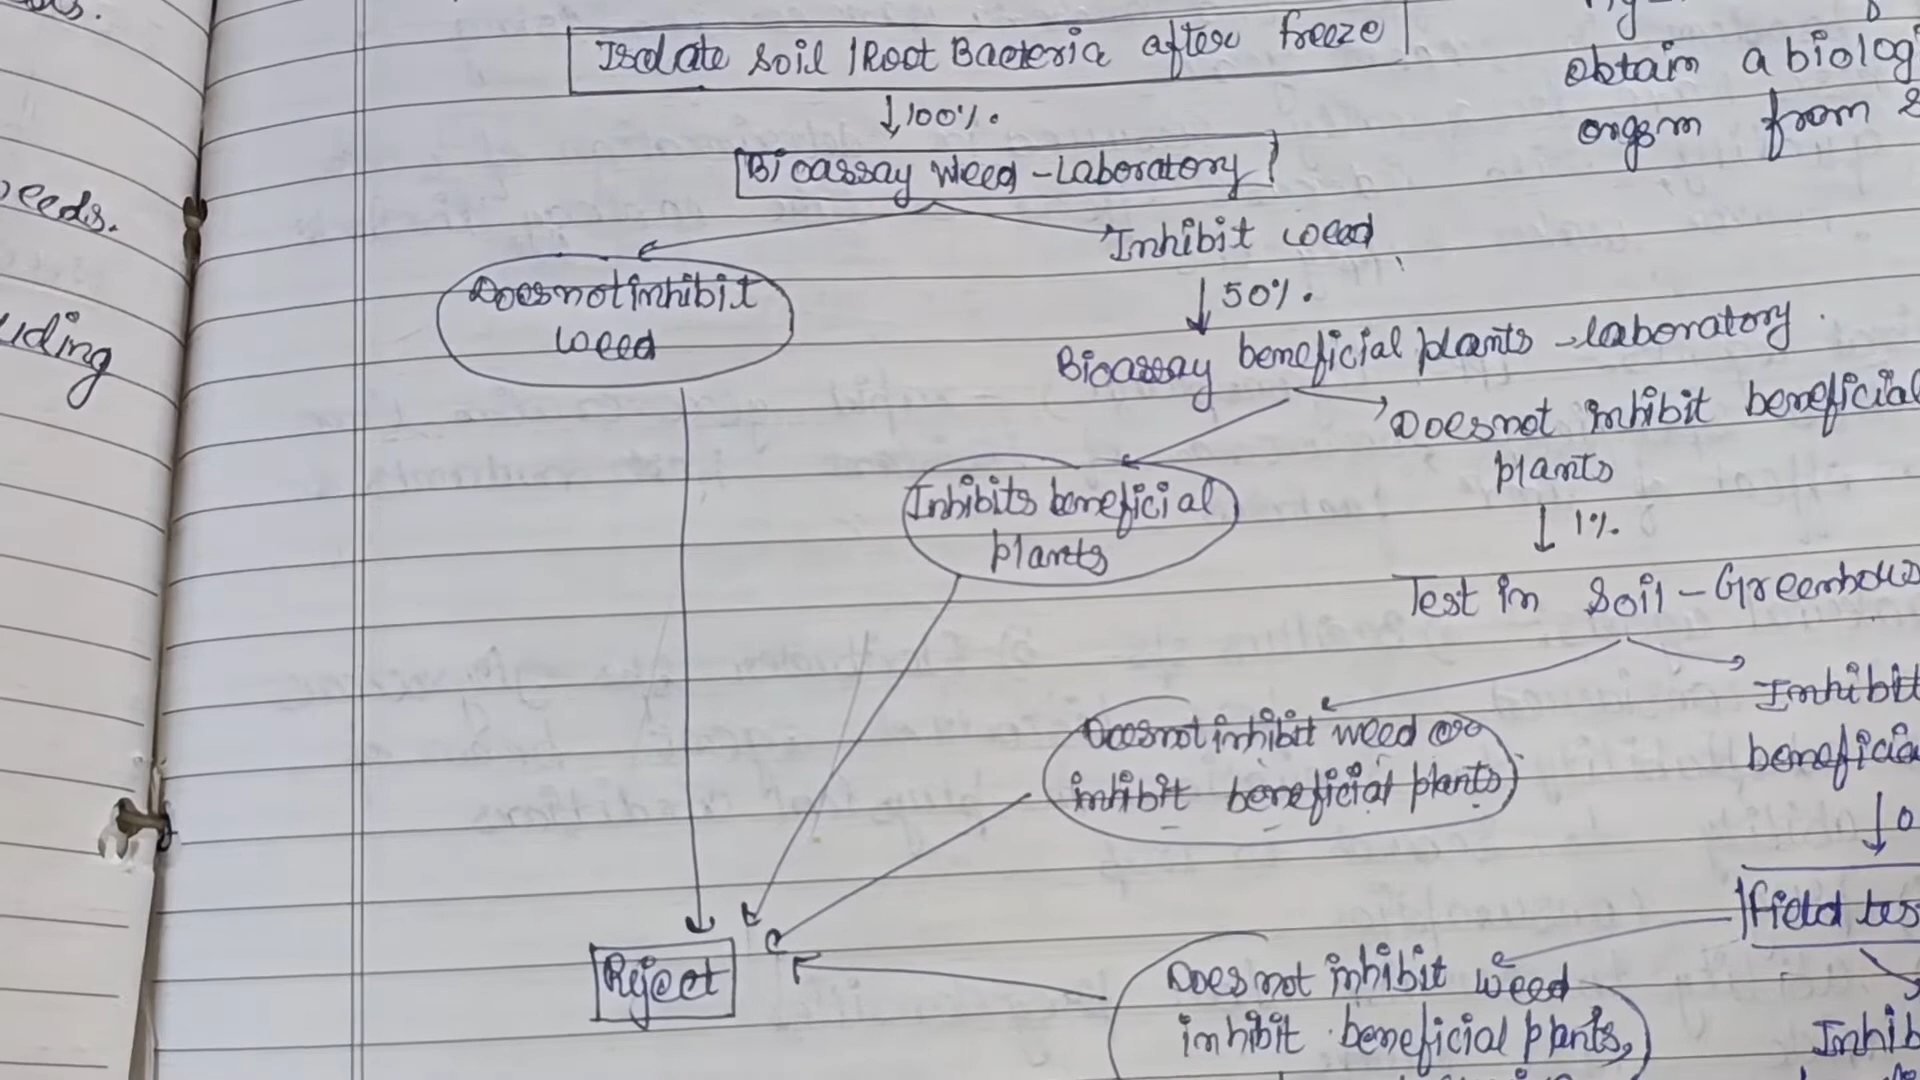 Isolate soil /Root Bacteria after freeze
obtain a biolog
orgsm from
↓100%.
Bioassay weed - Laboratory
eeds.
Inhibit weed
Does not inhibit
weed
↓50%.
uding
Bioassay beneficial plants - laboratory.
Does not inhibit beneficial
plants
Inhibits beneficial
plants
↓ 1%.
Test in Soil - Greenhous
Inhibit
beneficia
Does not inhibit weed or
inhibit beneficial plants
↓0
field tes
Reject
Does not inhibit weed
inhibit beneficial plants,
Inhib